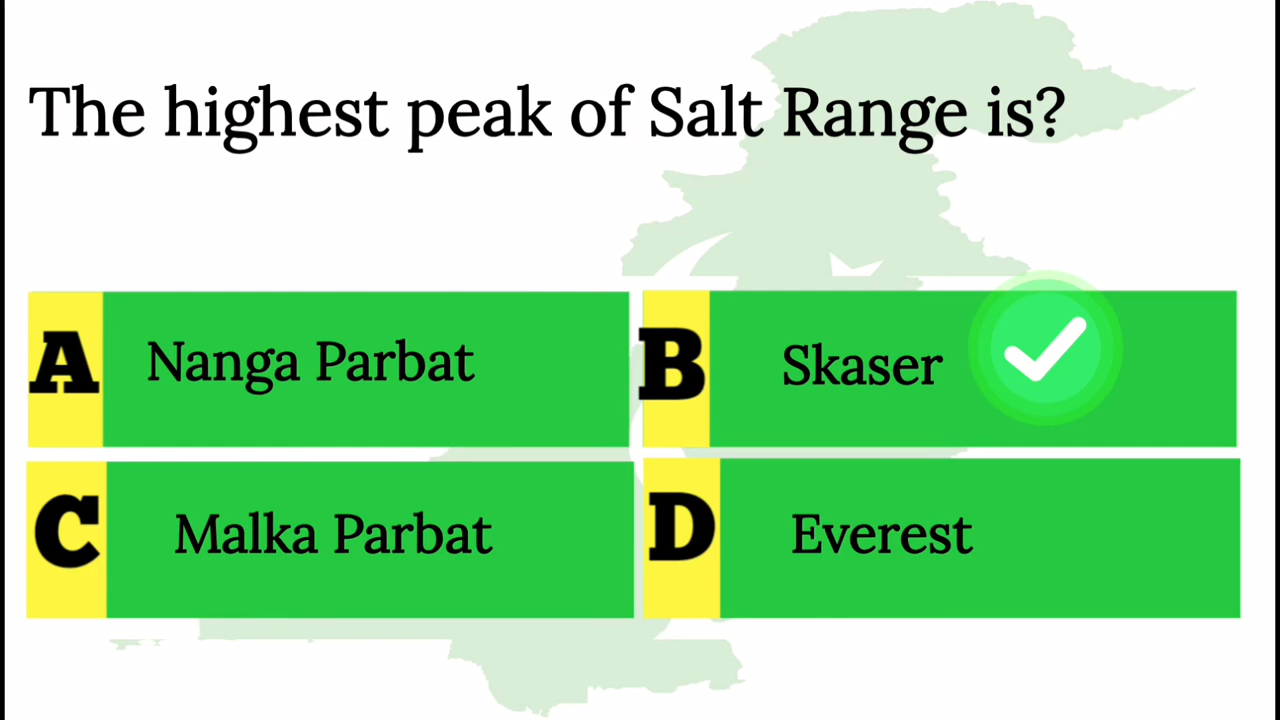 The highest peak of Salt Range is?
A Nanga Parbat
B Skaser
C Malka Parbat
D Everest